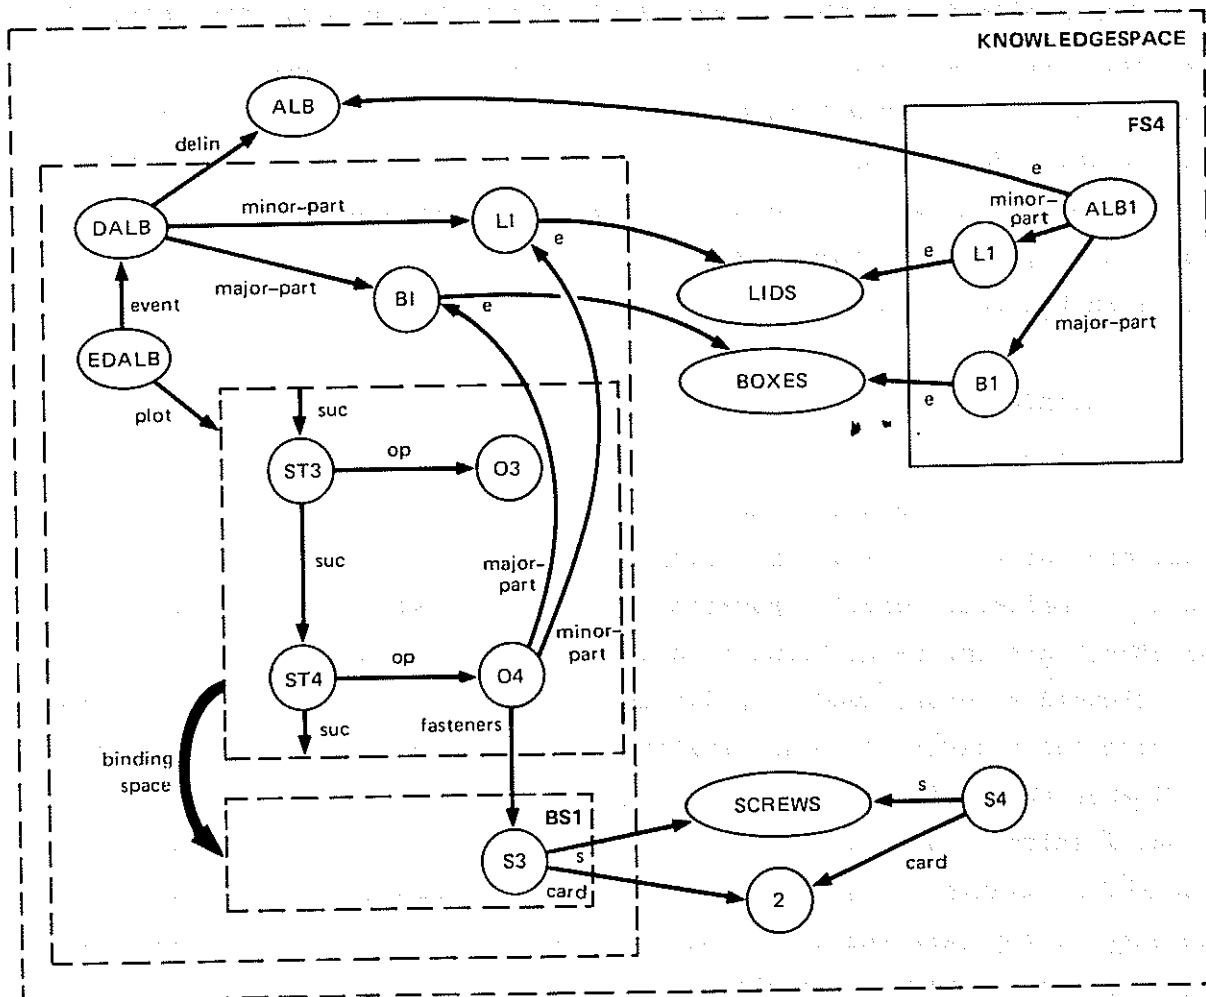 KNOWLEDGESPACE
ALB
FS4
delin
e
minor-part
LI
minor-
part
ALB1
DALB
e
e
L1
major-part
BI
e
LIDS
event
major-part
EDALB
BOXES
B1
e
plot
suc
op
ST3
O3
suc
major-
part
minor-
part
op
ST4
O4
suc
fasteners
binding
space
BS1
SCREWS
s
S4
S3
s
card
card
2